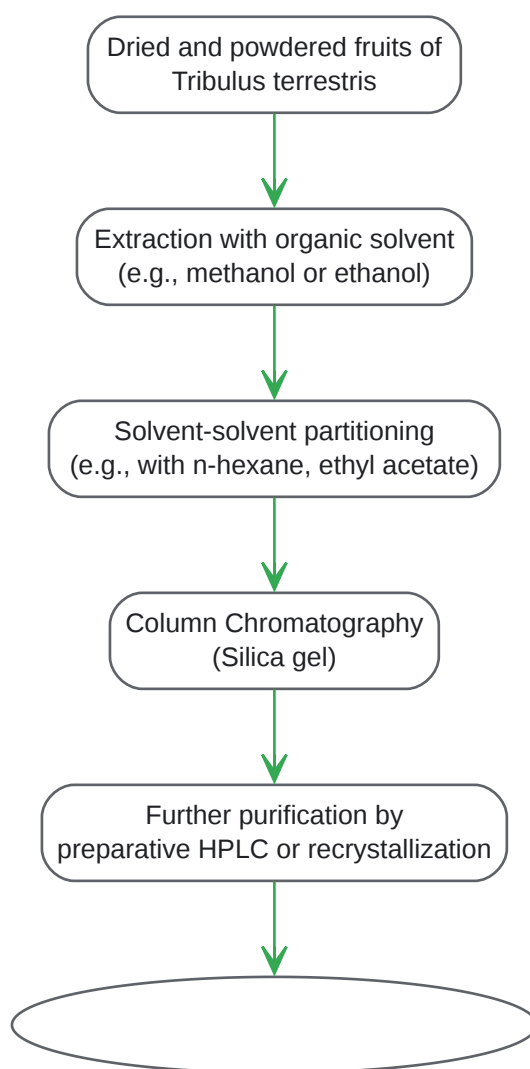 Dried and powdered fruits of
Tribulus terrestris
Extraction with organic solvent
(e.g., methanol or ethanol)
Solvent-solvent partitioning
(e.g., with n-hexane, ethyl acetate)
Column Chromatography
(Silica gel)
Further purification by
preparative HPLC or recrystallization